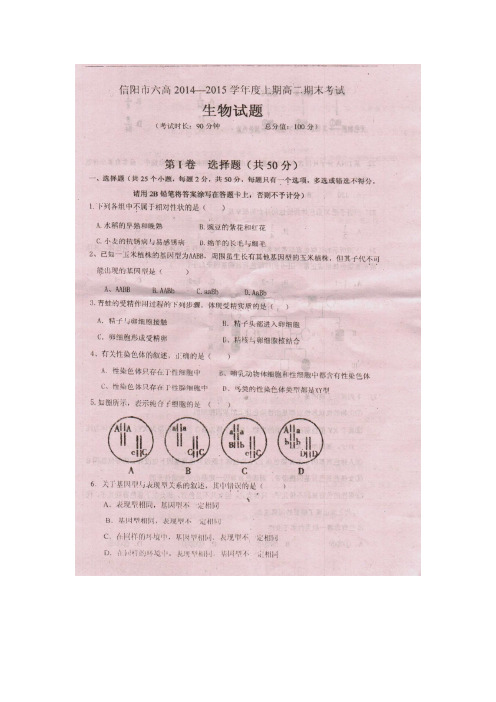 信阳市六高 2014—2015 学年度上期高二期末考试
生物试题
（考试时长：90分钟 总分值：100分）
第 I 卷 选择题（共 50 分）
一、选择题（共 25 个小题，每题 2 分，共 50 分，每题只有一个选项，多选或错选不得分。
请用 2B 铅笔将答案涂写在答题卡上，否则不予计分）
1.下列各组中不属于相对性状的是（ ）
A.水稻的早熟和晚熟 B.豌豆的紫花和红花
C.小麦的抗锈病与易感锈病 D.绵羊的长毛与细毛
2、已知一玉米植株的基因型为AABB，周围虽生长有其他基因型的玉米植株，但其子代不可
能出现的基因型是（ ）
A、AABB B.AABb C.aaBb D.AaBb
3.青蛙的受精作用过程的下列步骤，体现受精实质的是（ ）
A、精子与卵细胞接触 B、精子头部进入卵细胞
C、卵细胞形成受精卵 D、精核与卵细胞核结合
4、有关性染色体的叙述，正确的是（ ）
A. 性染色体只存在于性细胞中 B、哺乳动物体细胞和性细胞中都含有性染色体
C、性染色体只存在于性腺细胞中 D、鸟类的性染色体类型都是XY型
5.如图所示，表示纯合子细胞的是（ ）
A A
c C
A
a a
C C
B
a a
B b
C
A a
b b
D D
D
6、关于基因型与表现型关系的叙述，其中错误的是（ ）
A、表现型相同，基因型不一定相同
B、基因型相同，表现型不一定相同
C、在同样的环境中，基因型相同，表现型不一定相同
D、在同样的环境中，表现型相同，基因型不一定相同